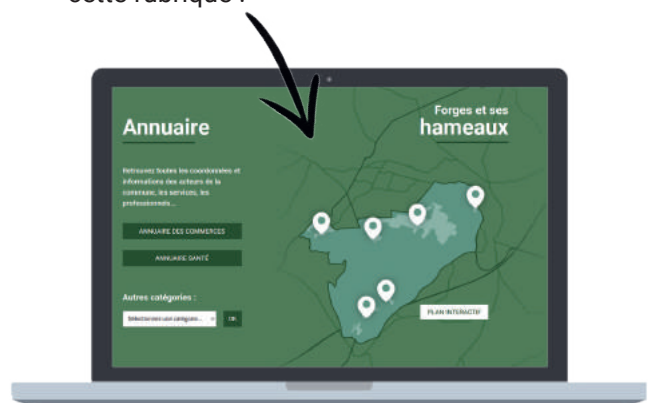 cette rubrique :
Annuaire
Retrouvez toutes les coordonnées et
informations des acteurs de la
commune, les services, les
professionnels...
ANNUAIRE DES COMMERCES
ANNUAIRE SANTÉ
Autres catégories :
Sélectionnez une catégorie...
OK
Forges et ses
hameaux
PLAN INTERACTIF